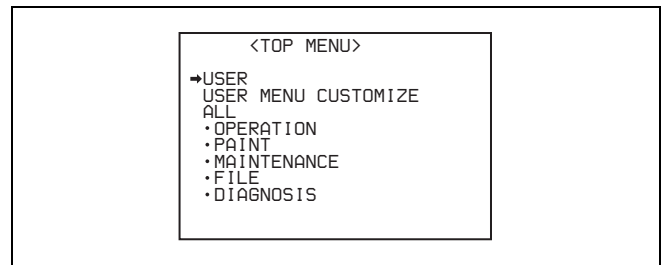 <TOP MENU>
➡USER
USER MENU CUSTOMIZE
ALL
・OPERATION
・PAINT
・MAINTENANCE
・FILE
・DIAGNOSIS